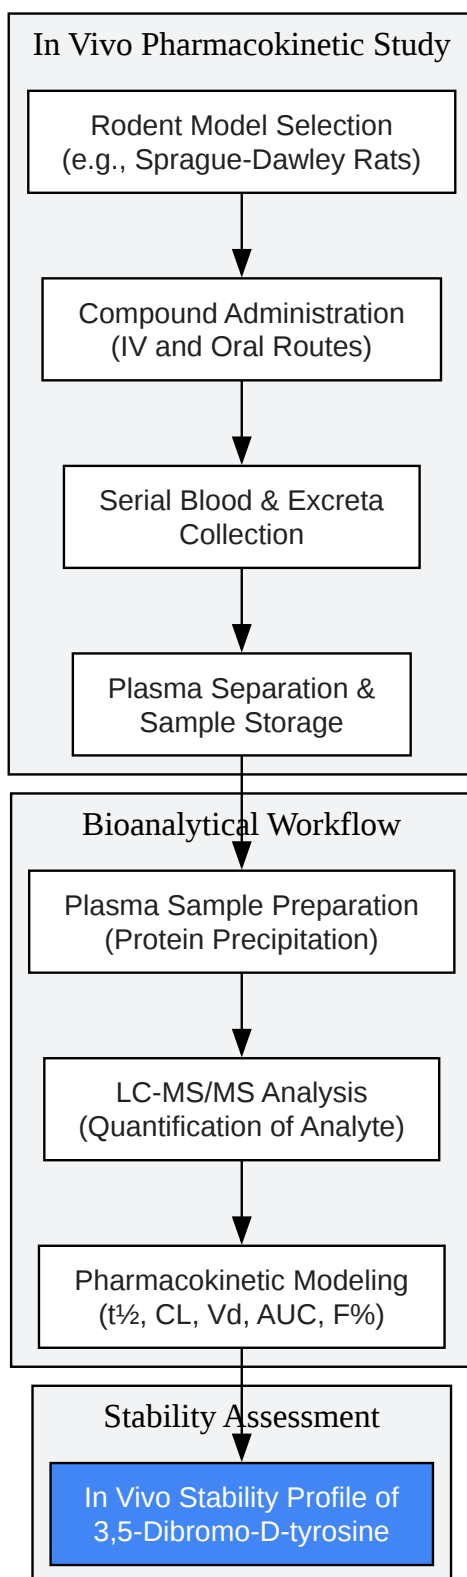 In Vivo Pharmacokinetic Study
Rodent Model Selection
(e.g., Sprague-Dawley Rats)
Compound Administration
(IV and Oral Routes)
Serial Blood & Excreta
Collection
Plasma Separation &
Sample Storage
Bioanalytical Workflow
Plasma Sample Preparation
(Protein Precipitation)
LC-MS/MS Analysis
(Quantification of Analyte)
Pharmacokinetic Modeling
(t½, CL, Vd, AUC, F%)
Stability Assessment
In Vivo Stability Profile of
3,5-Dibromo-D-tyrosine